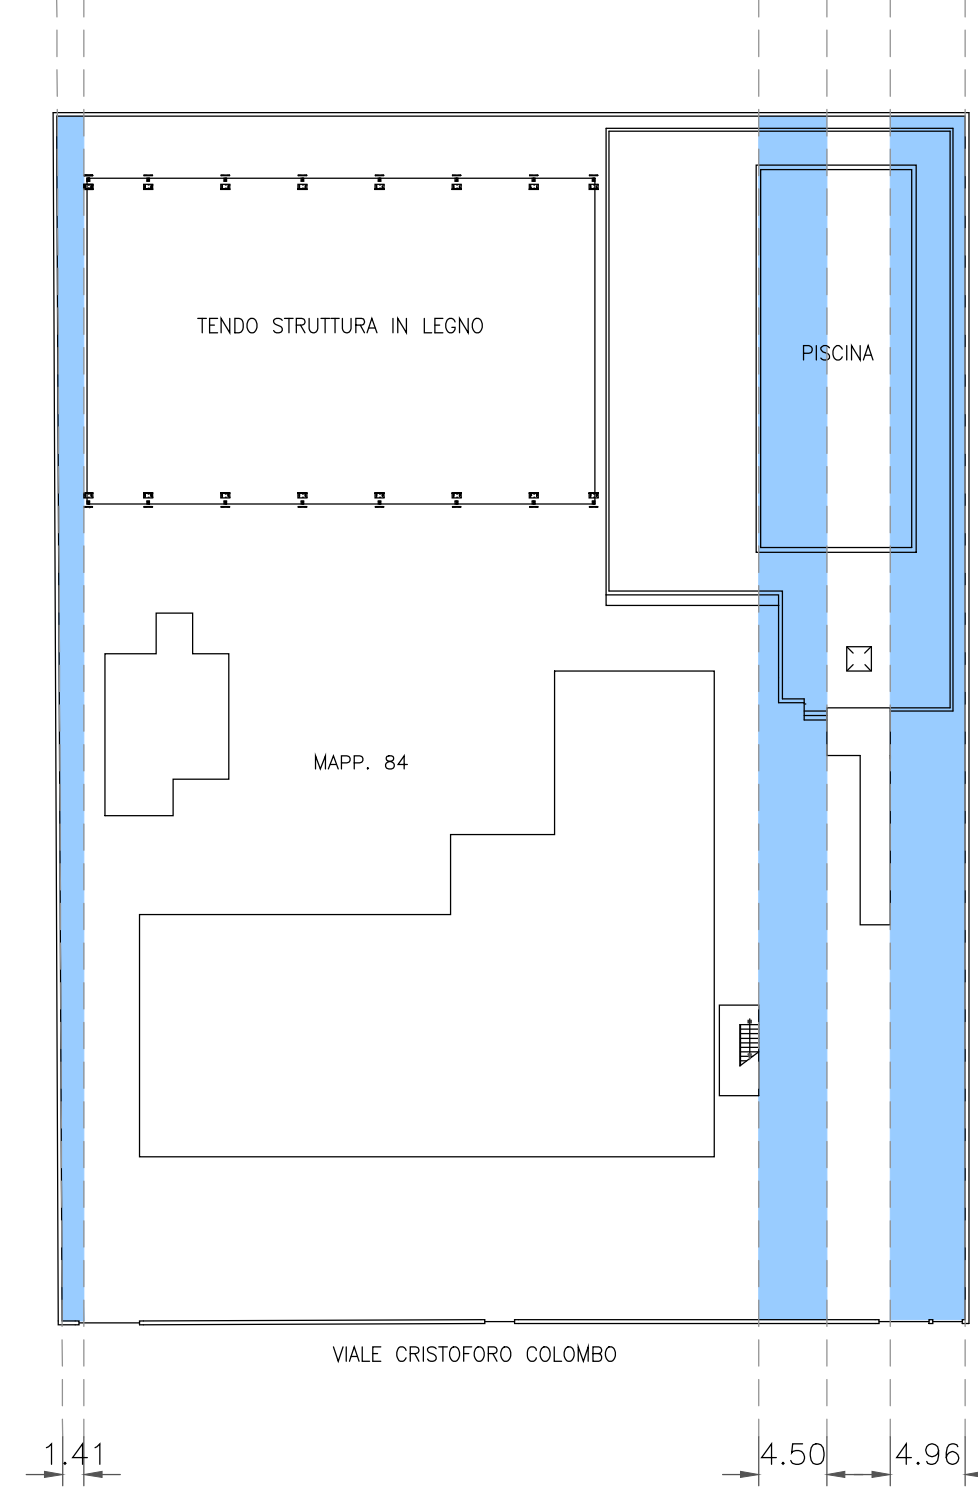 TENDO STRUTTURA IN LEGNO
PISCINA
MAPP. 84
VIALE CRISTOFORO COLOMBO
1.41
4.50
4.96